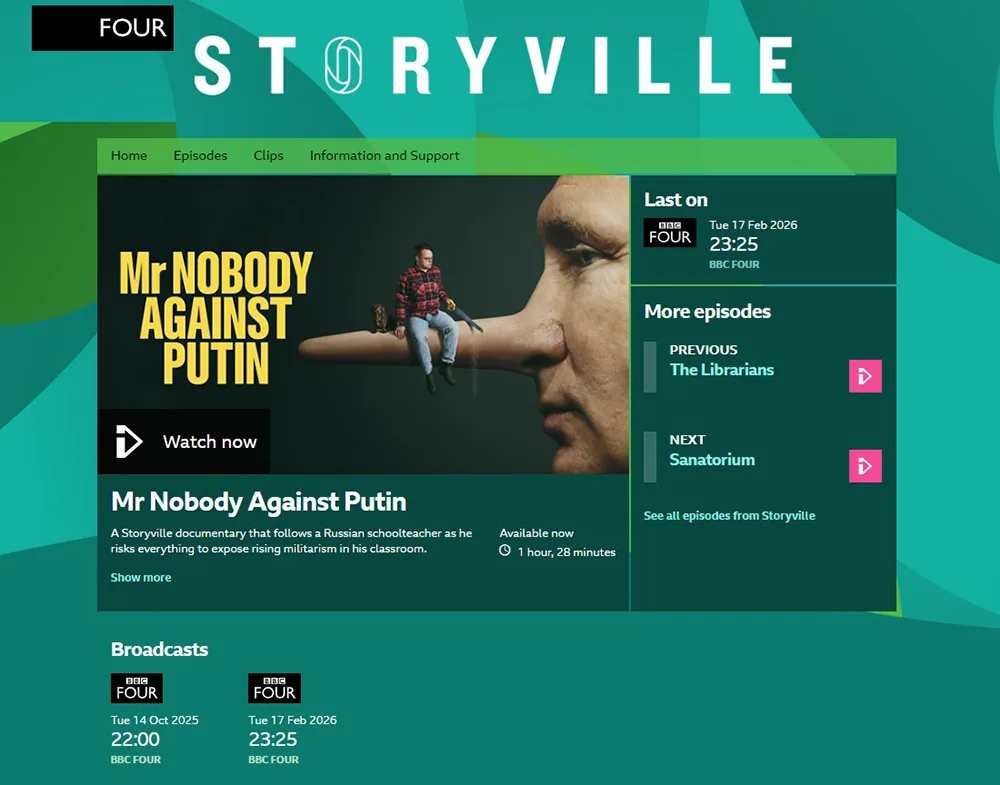 FOUR
STORYVILLE
Home
Episodes
Clips
Information and Support
Mr NOBODY
AGAINST
PUTIN
Watch now
Mr Nobody Against Putin
A Storyville documentary that follows a Russian schoolteacher as he
risks everything to expose rising militarism in his classroom.
Show more
Available now
1 hour, 28 minutes
Last on
BBC
FOUR
Tue 17 Feb 2026
23:25
BBC FOUR
More episodes
PREVIOUS
The Librarians
NEXT
Sanatorium
See all episodes from Storyville
Broadcasts
BBC
FOUR
Tue 14 Oct 2025
22:00
BBC FOUR
BBC
FOUR
Tue 17 Feb 2026
23:25
BBC FOUR